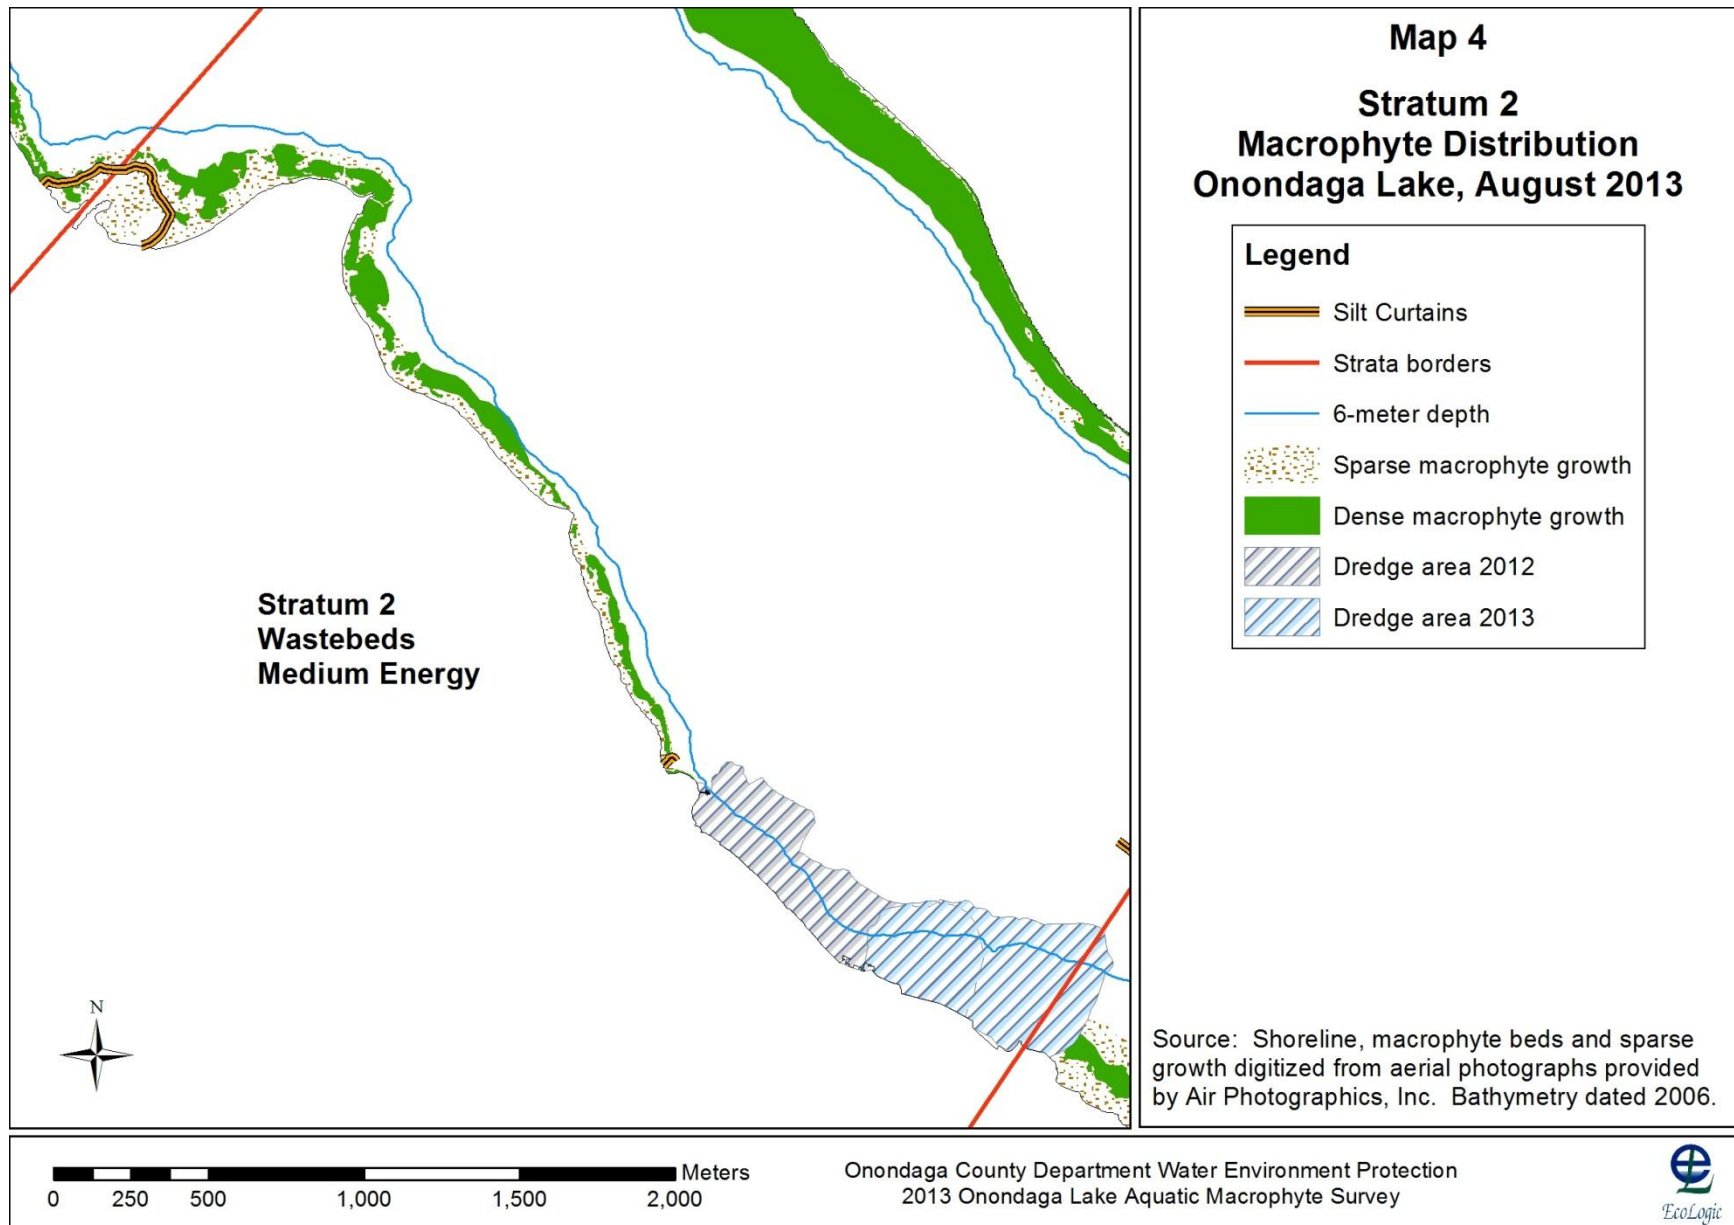 Map 4
Stratum 2
Macrophyte Distribution
Onondaga Lake, August 2013
Legend
Silt Curtains
Strata borders
6-meter depth
Sparse macrophyte growth
Dense macrophyte growth
Dredge area 2012
Dredge area 2013
Stratum 2
Wastebeds
Medium Energy
N
Source: Shoreline, macrophyte beds and sparse
growth digitized from aerial photographs provided
by Air Photographics, Inc. Bathymetry dated 2006.
Meters
0 250 500 1,000 1,500 2,000
Onondaga County Department Water Environment Protection
2013 Onondaga Lake Aquatic Macrophyte Survey
EcoLogic